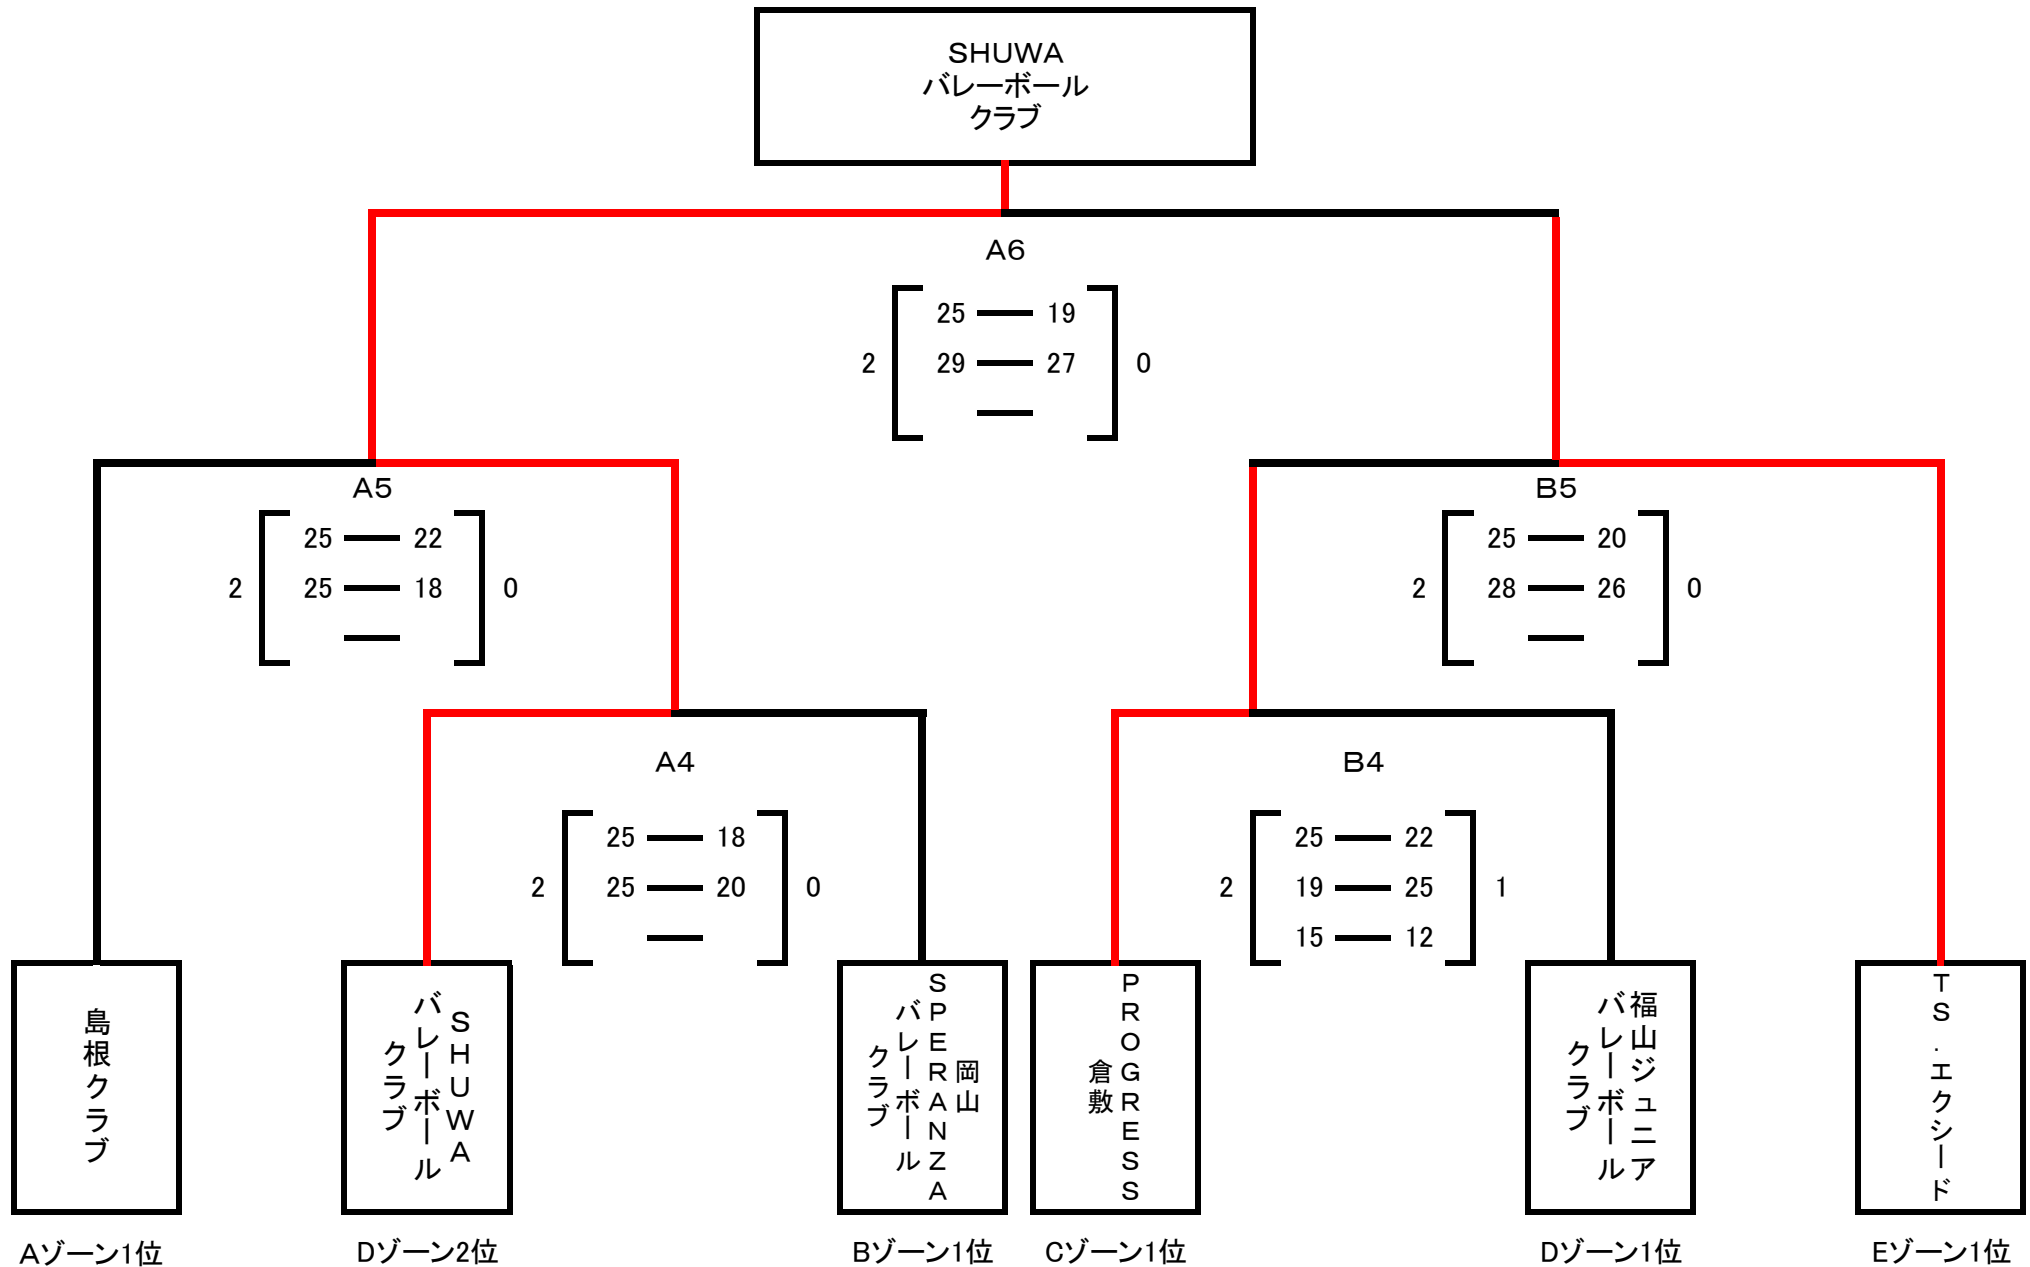 SHUWA
バレーボール
クラブ
A6
25 19
2 29 27 0
A5
25 22
2 25 18 0
B5
25 20
2 28 26 0
A4
25 18
2 25 20 0
B4
25 22
2 19 25 1
15 12
島根クラブ
SHUWA
バレーボール
クラブ
岡山
SPERANZA
バレーボール
クラブ
PROGRESS
倉敷
福山ジュニア
バレーボール
クラブ
TS.エクシード
Aゾーン1位
Dゾーン2位
Bゾーン1位
Cゾーン1位
Dゾーン1位
Eゾーン1位